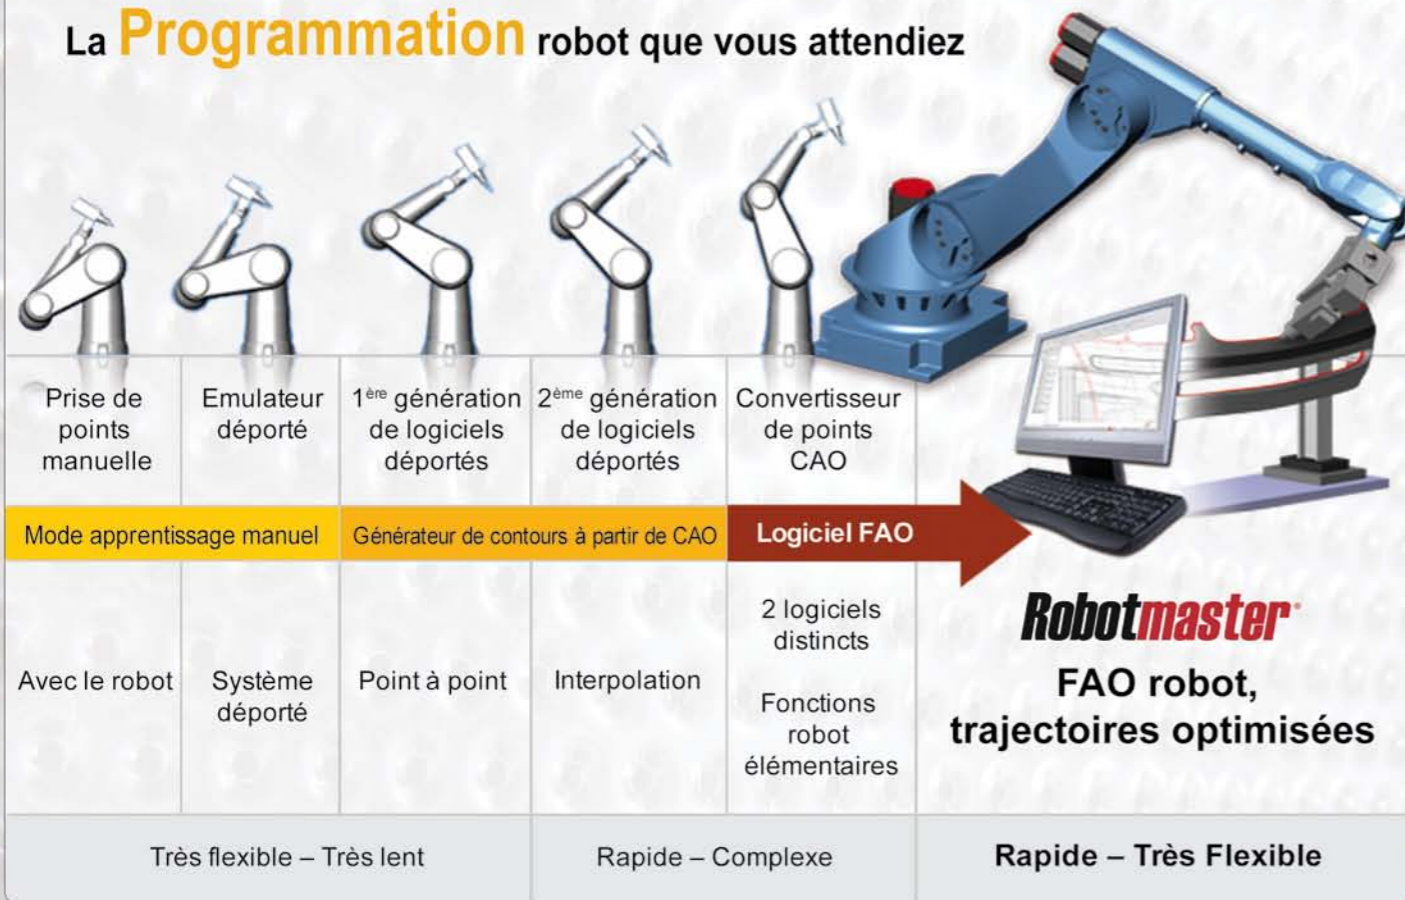 La Programmation robot que vous attendiez
Prise de
points
manuelle
Emulateur
déporté
1ère génération
de logiciels
déportés
2ème génération
de logiciels
déportés
Convertisseur
de points
CAO
Mode apprentissage manuel
Générateur de contours à partir de CAO
Logiciel FAO
Avec le robot
Système
déporté
Point à point
Interpolation
2 logiciels
distincts
Fonctions
robot
élémentaires
Robotmaster
FAO robot,
trajectoires optimisées
Très flexible – Très lent
Rapide – Complexe
Rapide – Très Flexible